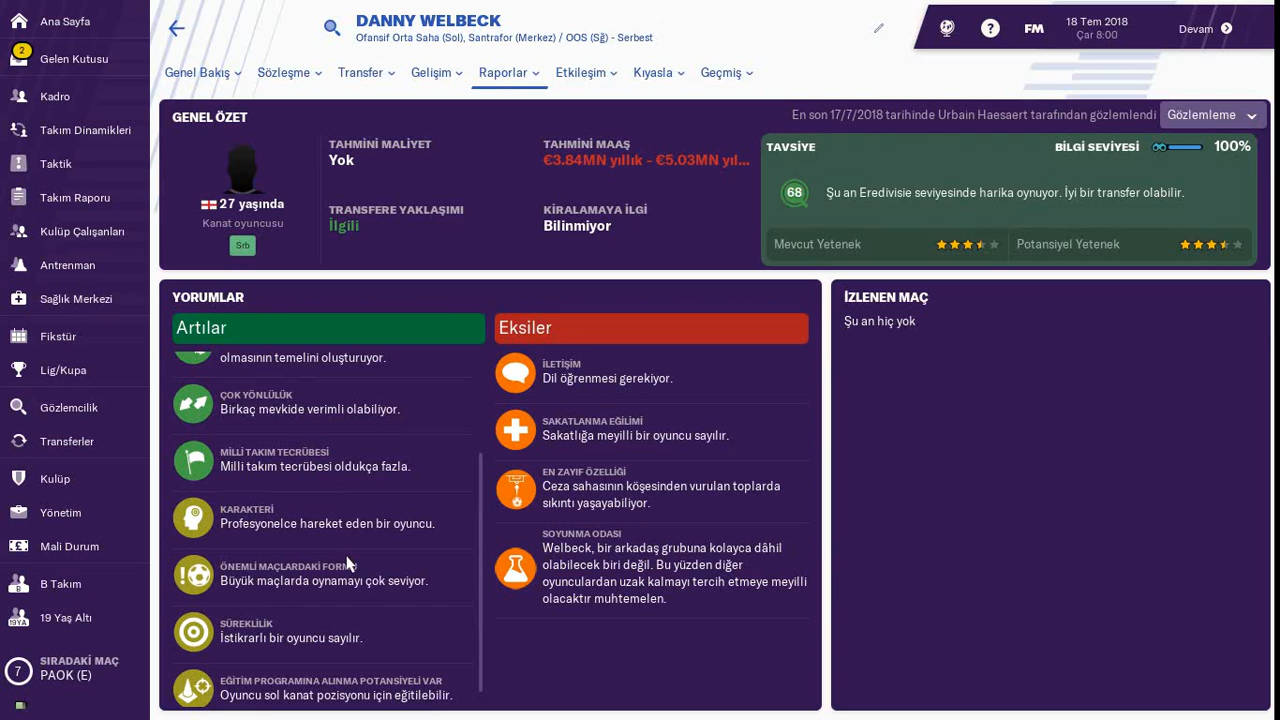 Ana Sayfa
2
Gelen Kutusu
Kadro
Takım Dinamikleri
Taktik
Takım Raporu
Kulüp Çalışanları
Antrenman
Sağlık Merkezi
Fikstür
Lig/Kupa
Gözlemcilik
Transferler
Kulüp
Yönetim
Mali Durum
B
B Takım
19YA
19 Yaş Altı
7
SIRADAKİ MAÇ
PAOK (E)
DANNY WELBECK
Ofansif Orta Saha (Sol), Santrafor (Merkez) / OOS (Sğ) - Serbest
?
FM
18 Tem 2018
Çar 8:00
Devam
Genel Bakış
Sözleşme
Transfer
Gelişim
Raporlar
Etkileşim
Kıyasla
Geçmiş
GENEL ÖZET
En son 17/7/2018 tarihinde Urbain Haesaert tarafından gözlemlendi
Gözlemleme
27 yaşında
Kanat oyuncusu
Srb
TAHMİNİ MALİYET
Yok
TAHMİNİ MAAŞ
€3.84MN yıllık - €5.03MN yıl...
TRANSFERE YAKLAŞIMI
İlgili
KİRALAMAYA İLGİ
Bilinmiyor
TAVSİYE
BİLGİ SEVİYESİ
100%
68
Şu an Eredivisie seviyesinde harika oynuyor. İyi bir transfer olabilir.
Mevcut Yetenek
Potansiyel Yetenek
YORUMLAR
Artılar
olmasının temelini oluşturuyor.
ÇOK YÖNLÜLÜK
Birkaç mevkide verimli olabiliyor.
MİLLİ TAKIM TECRÜBESİ
Milli takım tecrübesi oldukça fazla.
KARAKTERİ
Profesyonelce hareket eden bir oyuncu.
ÖNEMLİ MAÇLARDAKİ FORMU
Büyük maçlarda oynamayı çok seviyor.
SÜREKLİLİK
İstikrarlı bir oyuncu sayılır.
EĞİTİM PROGRAMINA ALINMA POTANSİYELİ VAR
Oyuncu sol kanat pozisyonu için eğitilebilir.
Eksiler
İLETİŞİM
Dil öğrenmesi gerekiyor.
SAKATLANMA EĞİLİMİ
Sakatlığa meyilli bir oyuncu sayılır.
EN ZAYIF ÖZELLİĞİ
Ceza sahasının köşesinden vurulan toplarda
sıkıntı yaşayabiliyor.
SOYUNMA ODASI
Welbeck, bir arkadaş grubuna kolayca dâhil
olabilecek biri değil. Bu yüzden diğer
oyunculardan uzak kalmayı tercih etmeye meyilli
olacaktır muhtemelen.
İZLENEN MAÇ
Şu an hiç yok